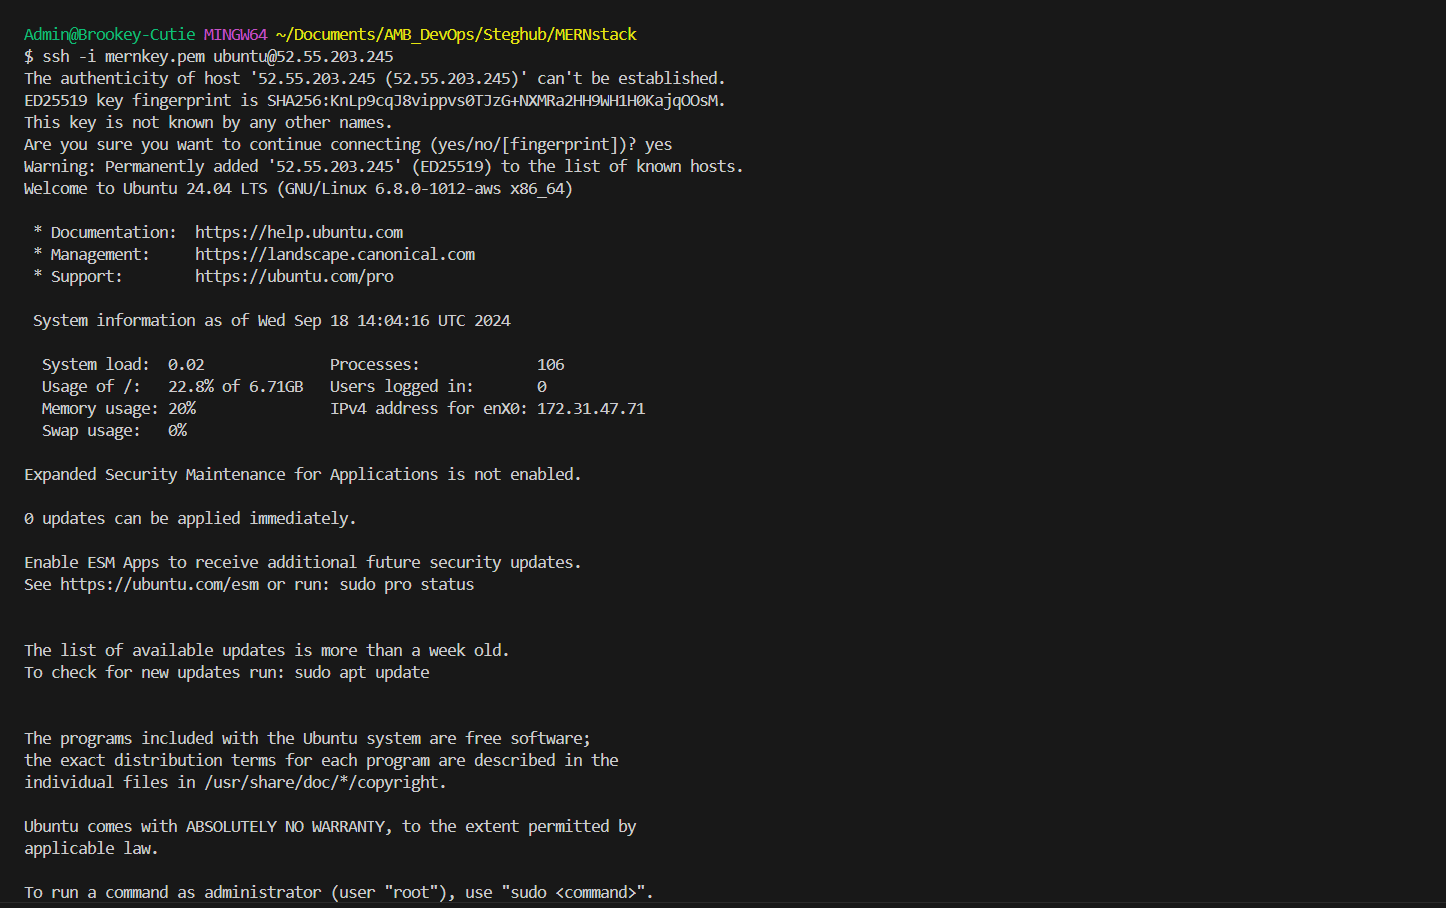 Admin@Brookey-Cutie MINGW64 ~/Documents/AMB_DevOps/Steghub/MERNstack
$ ssh -i mernkey.pem ubuntu@52.55.203.245
The authenticity of host '52.55.203.245 (52.55.203.245)' can't be established.
ED25519 key fingerprint is SHA256:KnLp9cqJ8vippvs0TJzG+NXMRa2HH9WH1H0KajqOOsM.
This key is not known by any other names.
Are you sure you want to continue connecting (yes/no/[fingerprint])? yes
Warning: Permanently added '52.55.203.245' (ED25519) to the list of known hosts.
Welcome to Ubuntu 24.04 LTS (GNU/Linux 6.8.0-1012-aws x86_64)
* Documentation:  https://help.ubuntu.com
* Management:     https://landscape.canonical.com
* Support:        https://ubuntu.com/pro
System information as of Wed Sep 18 14:04:16 UTC 2024
System load:  0.02              Processes:             106
Usage of /:   22.8% of 6.71GB   Users logged in:       0
Memory usage: 20%               IPv4 address for enX0: 172.31.47.71
Swap usage:   0%
Expanded Security Maintenance for Applications is not enabled.
0 updates can be applied immediately.
Enable ESM Apps to receive additional future security updates.
See https://ubuntu.com/esm or run: sudo pro status
The list of available updates is more than a week old.
To check for new updates run: sudo apt update
The programs included with the Ubuntu system are free software;
the exact distribution terms for each program are described in the
individual files in /usr/share/doc/*/copyright.
Ubuntu comes with ABSOLUTELY NO WARRANTY, to the extent permitted by
applicable law.
To run a command as administrator (user "root"), use "sudo <command>".